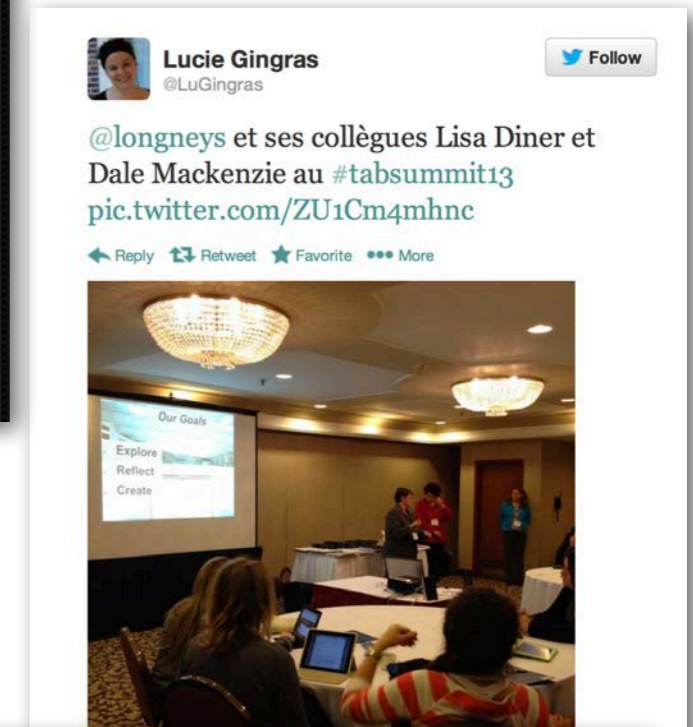 Lucie Gingras
@LuGingras
Follow
@longneys et ses collègues Lisa Diner et
Dale Mackenzie au #tabsummit13
pic.twitter.com/ZU1Cm4mhnc
Reply Retweet Favorite More
Our Goals
Explore
Reflect
Create